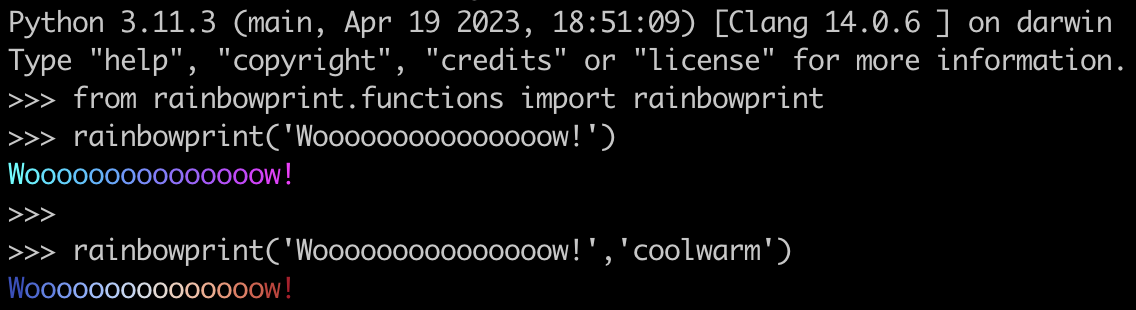 Python 3.11.3 (main, Apr 19 2023, 18:51:09) [Clang 14.0.6 ] on darwin
Type "help", "copyright", "credits" or "license" for more information.
>>> from rainbowprint.functions import rainbowprint
>>> rainbowprint('Wooooooooooooooow!')
Wooooooooooooooow!
>>>
>>> rainbowprint('Wooooooooooooooow!','coolwarm')
Wooooooooooooooow!